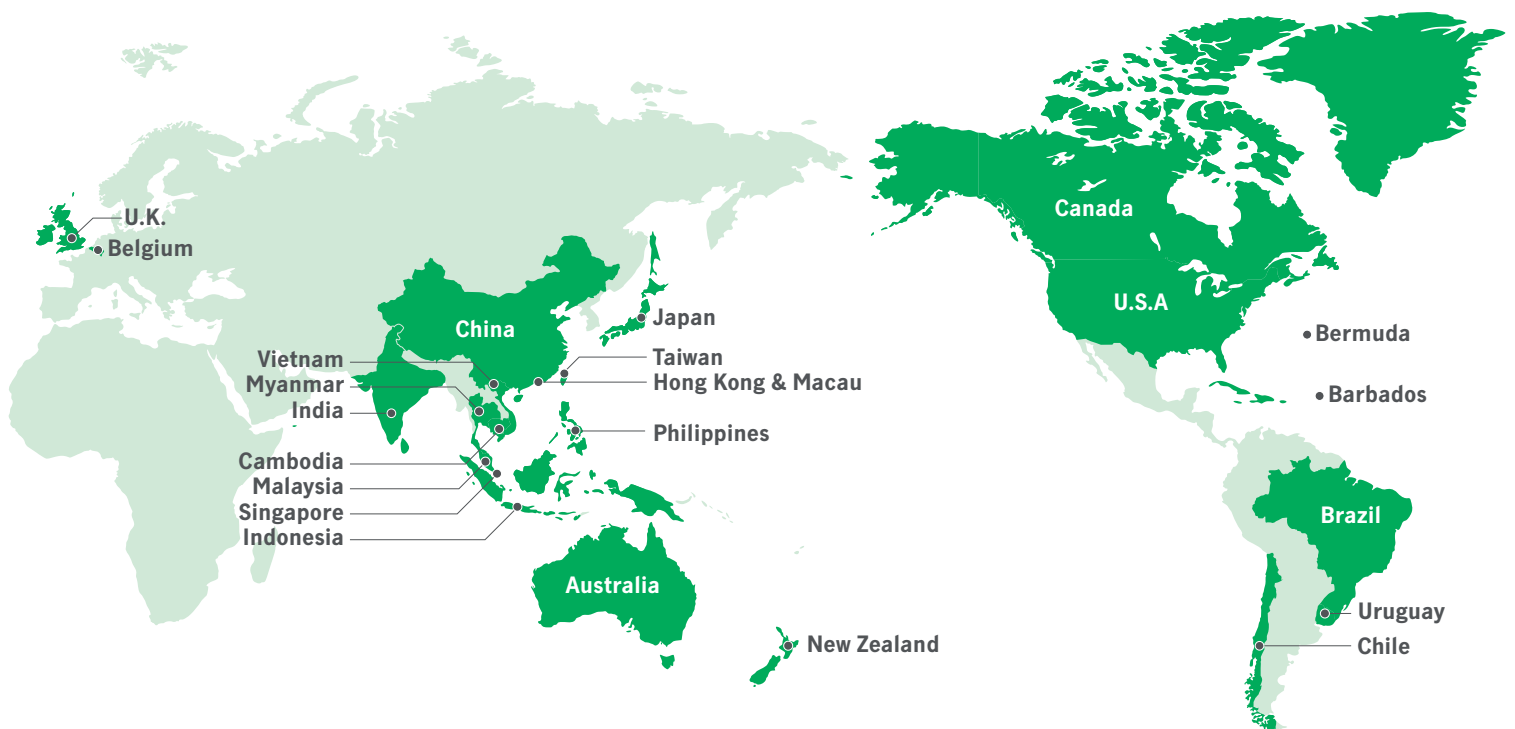 U.K.
Belgium
China
Japan
Vietnam
Myanmar
India
Taiwan
Hong Kong & Macau
Philippines
Cambodia
Malaysia
Singapore
Indonesia
Australia
New Zealand
Canada
U.S.A
Bermuda
Barbados
Brazil
Uruguay
Chile